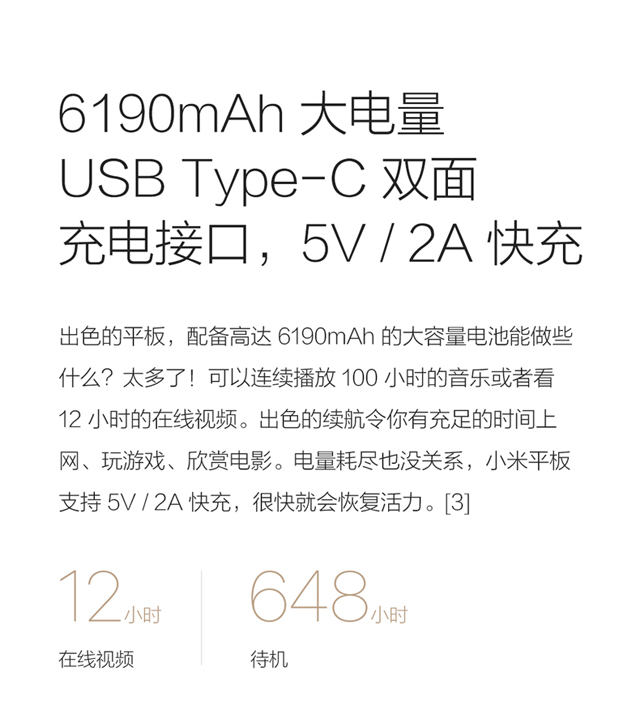 6190mAh 大电量
USB Type-C 双面
充电接口，5V / 2A 快充
出色的平板，配备高达 6190mAh 的大容量电池能做些
什么？太多了！可以连续播放 100 小时的音乐或者看
12 小时的在线视频。出色的续航令你有充足的时间上
网、玩游戏、欣赏电影。电量耗尽也没关系，小米平板
支持 5V / 2A 快充，很快就会恢复活力。[3]
12小时
在线视频
648小时
待机